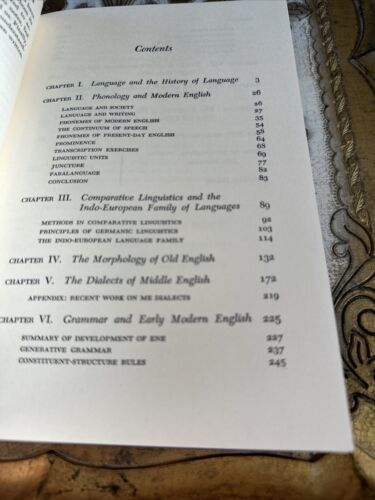 Contents
CHAPTER I. Language and the History of Language 3
CHAPTER II. Phonology and Modern English 26
LANGUAGE AND SOCIETY 26
LANGUAGE AND WRITING 27
PHONEMES OF MODERN ENGLISH 35
THE CONTINUUM OF SPEECH 54
PHONEMES OF PRESENT-DAY ENGLISH 58
PROMINENCE 64
TRANSCRIPTION EXERCISES 68
LINGUISTIC UNITS 69
JUNCTURE 77
PARALANGUAGE 82
CONCLUSION 83
CHAPTER III. Comparative Linguistics and the
Indo-European Family of Languages 89
METHODS IN COMPARATIVE LINGUISTICS 92
PRINCIPLES OF GERMANIC LINGUISTICS 103
THE INDO-EUROPEAN LANGUAGE FAMILY 114
CHAPTER IV. The Morphology of Old English 132
CHAPTER V. The Dialects of Middle English 172
APPENDIX: RECENT WORK ON ME DIALECTS 219
CHAPTER VI. Grammar and Early Modern English 225
SUMMARY OF DEVELOPMENT OF ENE 227
GENERATIVE GRAMMAR 237
CONSTITUENT-STRUCTURE RULES 245